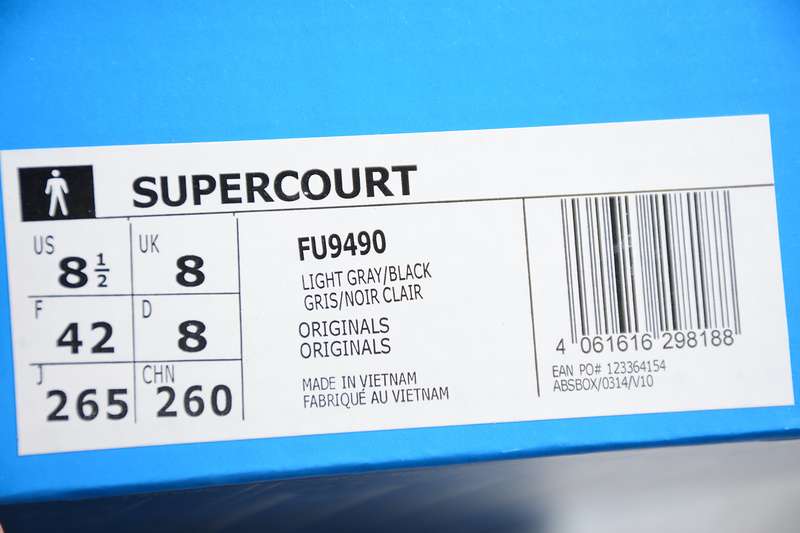 SUPERCOURT
US 8 1/2
UK 8
F 42
D 8
J 265
CHN 260
FU9490
LIGHT GRAY/BLACK
GRIS/NOIR CLAIR
ORIGINALS
ORIGINALS
MADE IN VIETNAM
FABRIQUÉ AU VIETNAM
4 061616 298188
EAN PO# 123364154
ABSBOX/0314/V10